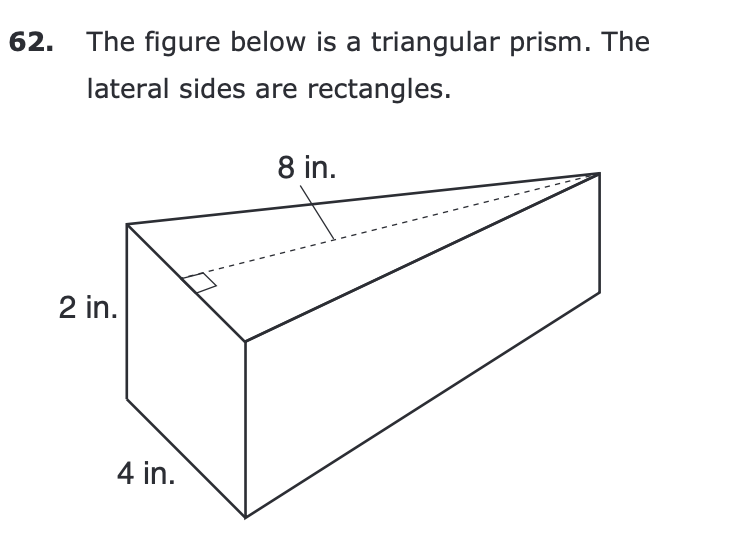 62. The figure below is a triangular prism. The
lateral sides are rectangles.
8 in.
2 in.
4 in.